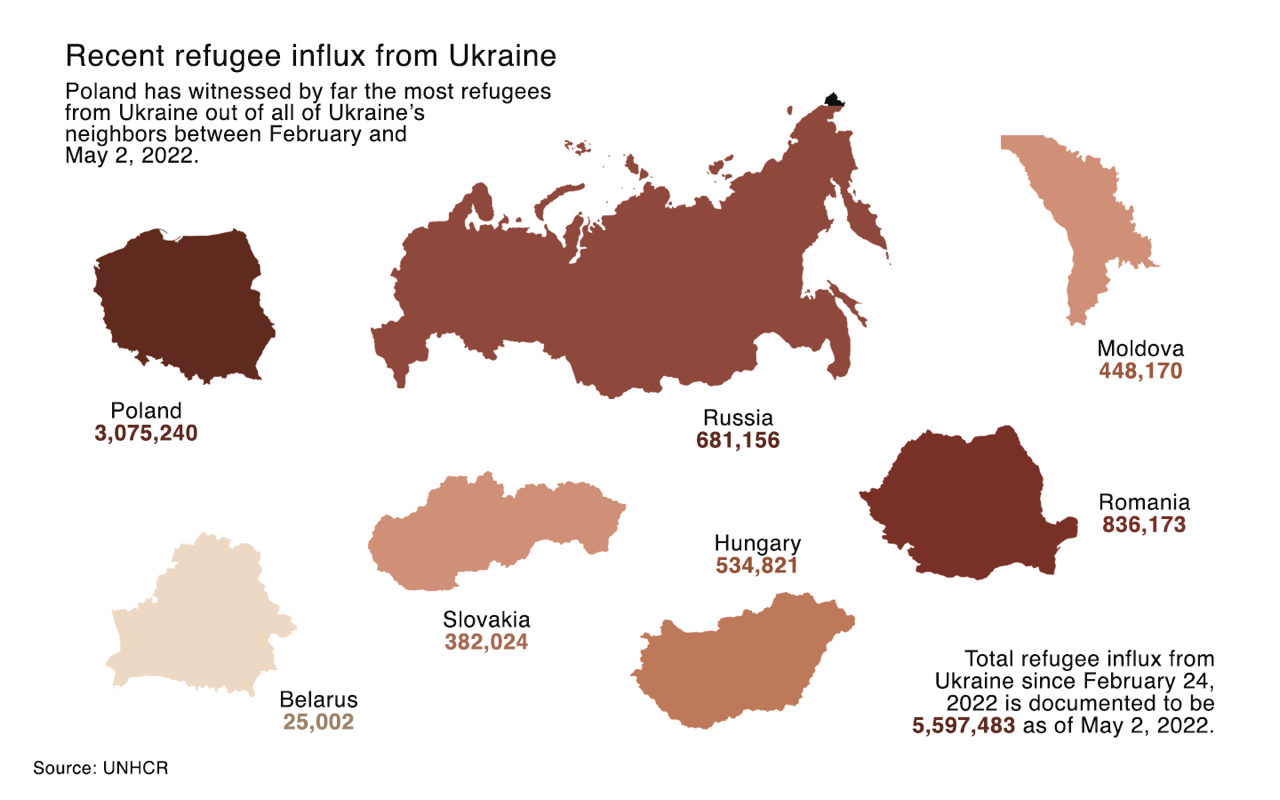 Recent refugee influx from Ukraine
Poland has witnessed by far the most refugees
from Ukraine out of all of Ukraine’s
neighbors between February and
May 2, 2022.
Moldova
448,170
Poland
3,075,240
Russia
681,156
Romania
836,173
Hungary
534,821
Slovakia
382,024
Belarus
25,002
Total refugee influx from
Ukraine since February 24,
2022 is documented to be
5,597,483 as of May 2, 2022.
Source: UNHCR